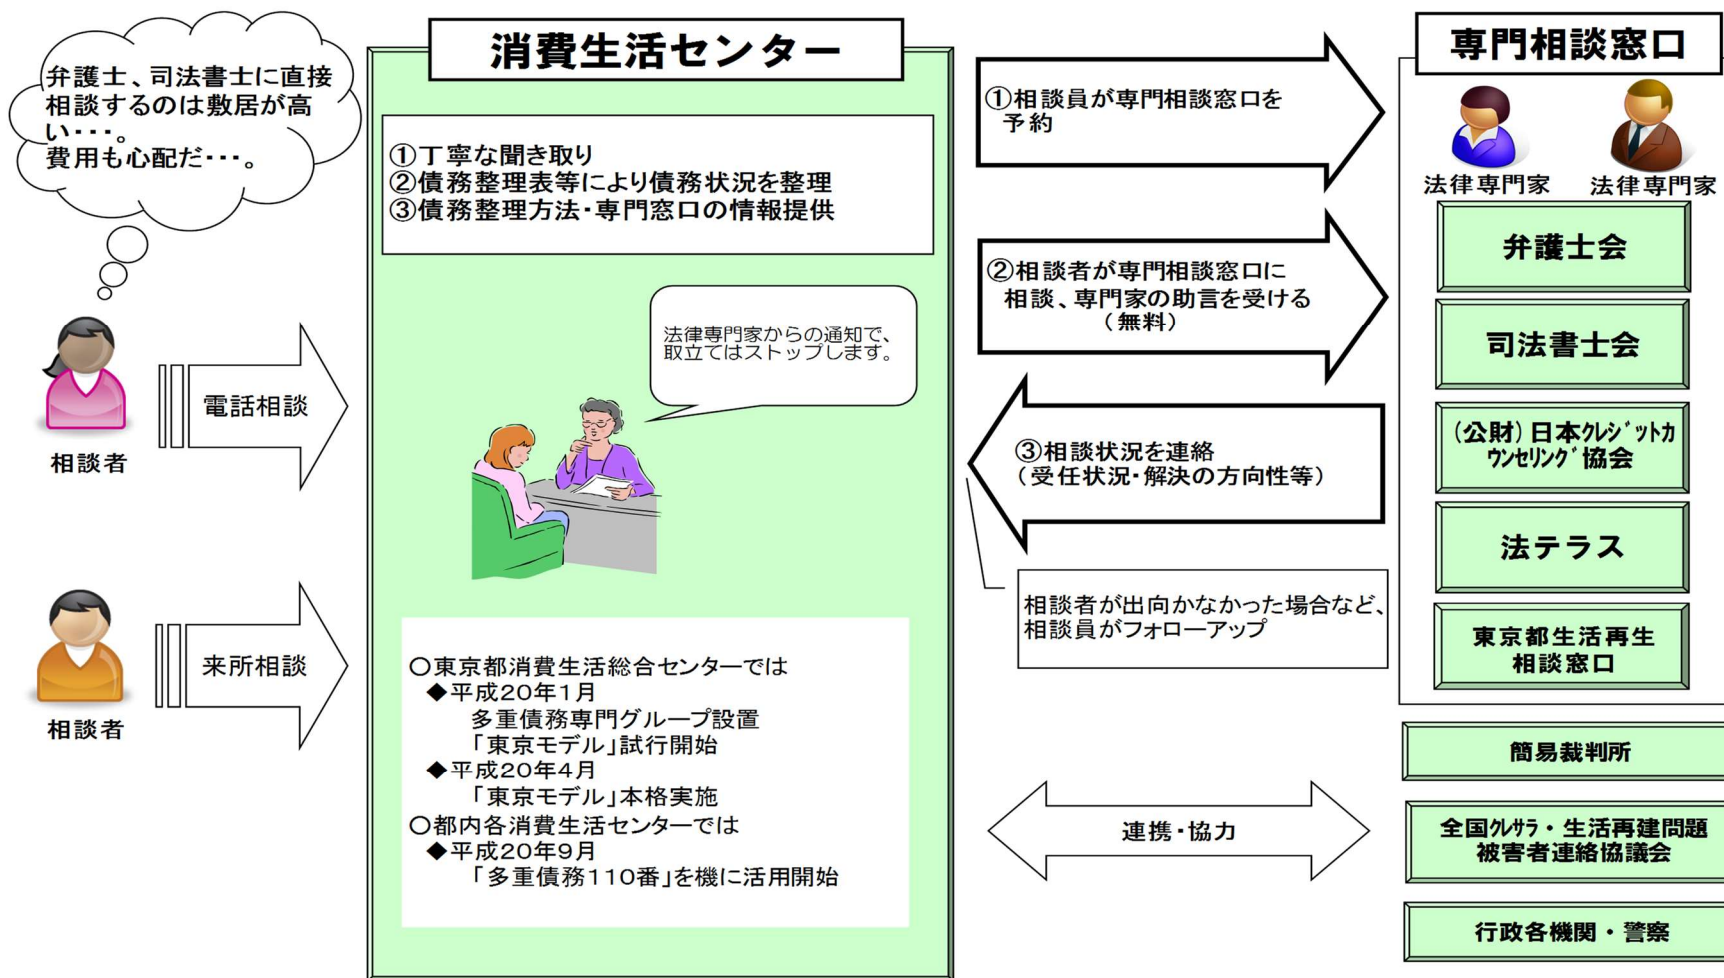 弁護士、司法書士に直接
相談するのは敷居が高
い・・・。
費用も心配だ・・・。
相談者
電話相談
相談者
来所相談
消費生活センター
①丁寧な聞き取り
②債務整理表等により債務状況を整理
③債務整理方法・専門窓口の情報提供
法律専門家からの通知で、
取立てはストップします。
○東京都消費生活総合センターでは
◆平成20年1月
多重債務専門グループ設置
「東京モデル」試行開始
◆平成20年4月
「東京モデル」本格実施
○都内各消費生活センターでは
◆平成20年9月
「多重債務110番」を機に活用開始
①相談員が専門相談窓口を
予約
②相談者が専門相談窓口に
相談、専門家の助言を受ける
（無料）
③相談状況を連絡
（受任状況・解決の方向性等）
相談者が出向かなかった場合など、
相談員がフォローアップ
連携・協力
専門相談窓口
法律専門家 法律専門家
弁護士会
司法書士会
（公財）日本ｸﾚｼﾞｯﾄｶ
ｳﾝｾﾘﾝｸﾞ協会
法テラス
東京都生活再生
相談窓口
簡易裁判所
全国ｸﾚｻﾗ・生活再建問題
被害者連絡協議会
行政各機関・警察